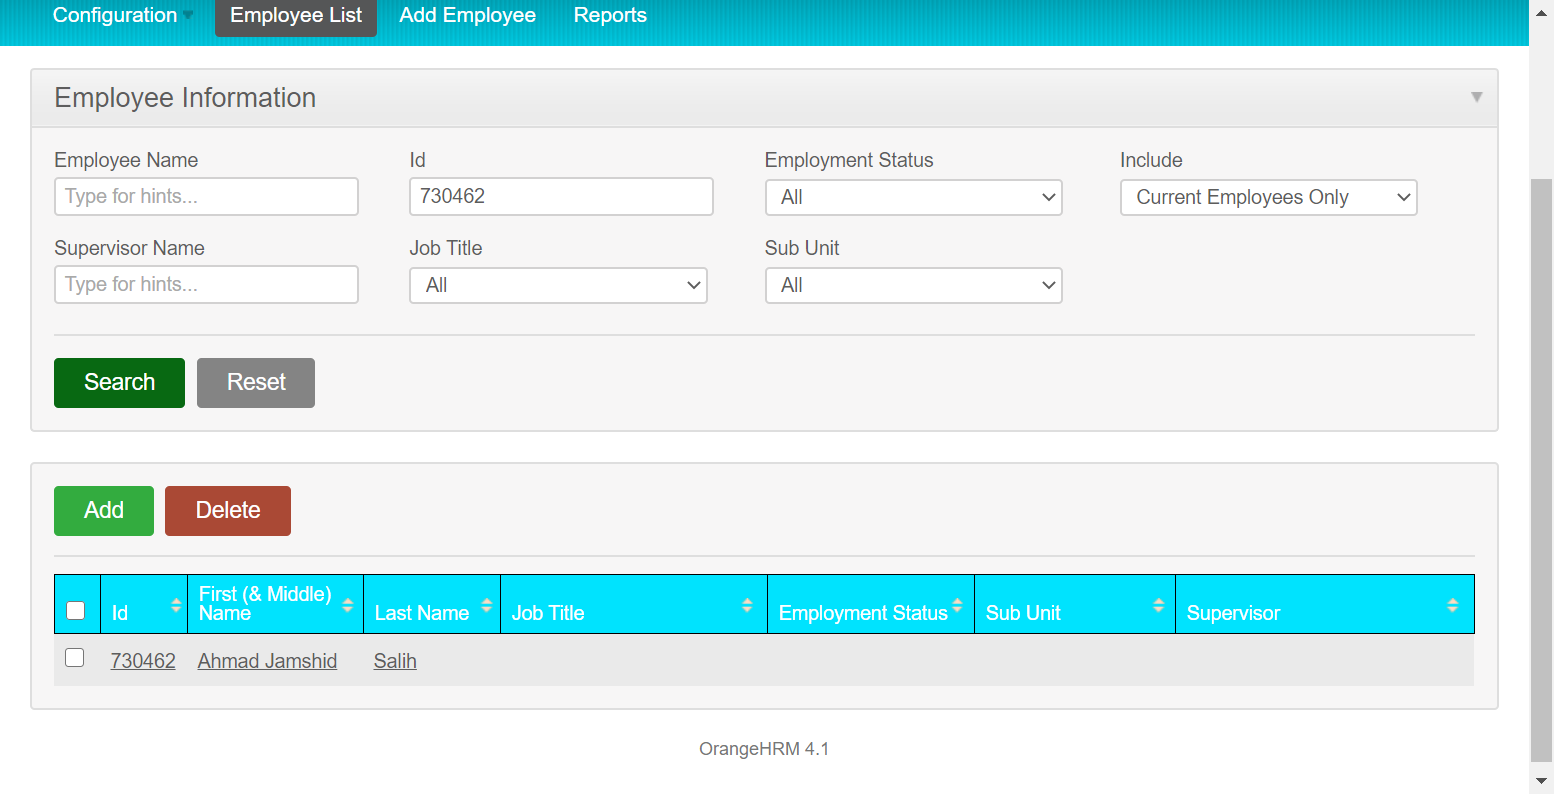 Configuration
Employee List
Add Employee
Reports
Employee Information
Employee Name
Id
Employment Status
Include
Type for hints...
730462
All
Current Employees Only
Supervisor Name
Job Title
Sub Unit
Type for hints...
All
All
Search
Reset
Add
Delete
Id
First (& Middle)
Name
Last Name
Job Title
Employment Status
Sub Unit
Supervisor
730462
Ahmad Jamshid
Salih
OrangeHRM 4.1